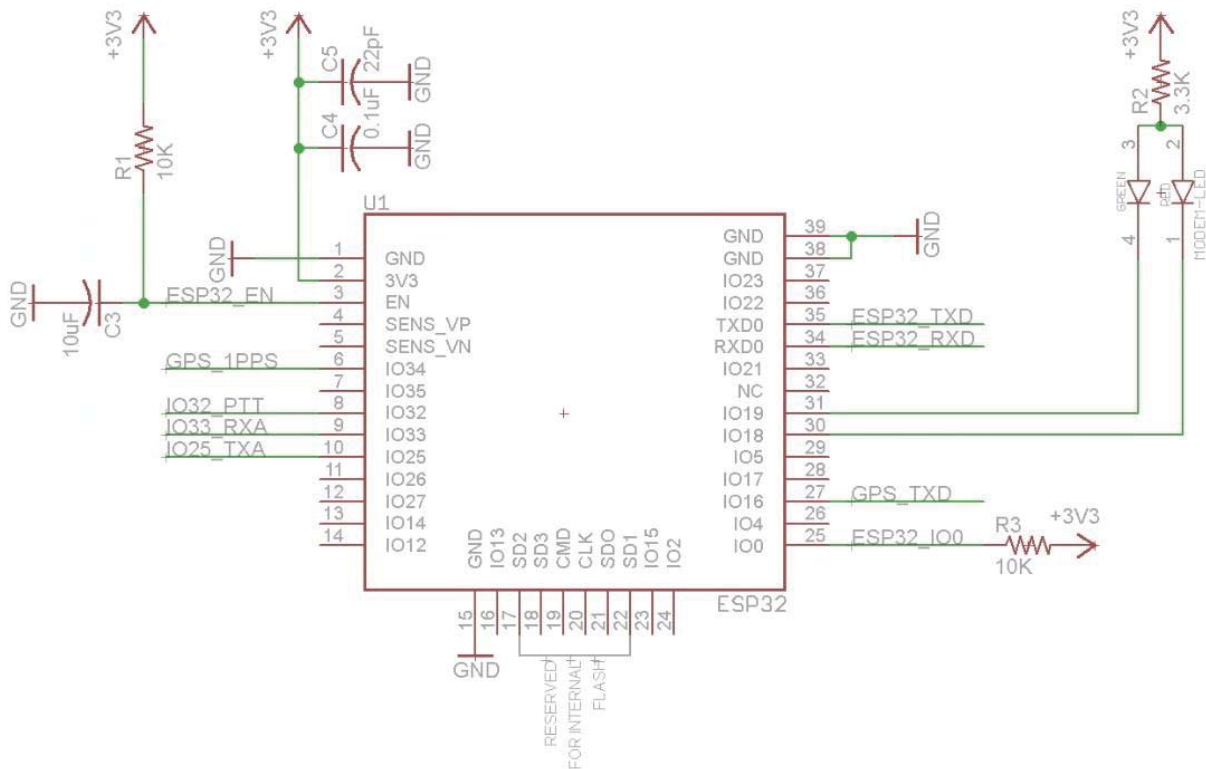 +3V3
R1
10K
+3V3
C5
22pF
GND
C4
0.1uF
GND
+3V3
R2
3.3K
3
2
GREEN
RED
MODEM-LED
4
1
U1
GND
1
GND
2
3V3
GND
10uF
C3
ESP32_EN
3
EN
4
SENS_VP
5
SENS_VN
GPS_1PPS
6
IO34
7
IO35
IO32_PTT
8
IO32
IO33_RXA
9
IO33
IO25_TXA
10
IO25
11
IO26
12
IO27
13
IO14
14
IO12
GND
39
GND
GND
38
IO23
37
IO22
36
TXD0
35
ESP32_TXD
RXD0
34
ESP32_RXD
IO21
33
NC
32
IO19
31
IO18
30
IO5
29
IO17
28
IO16
27
GPS_TXD
IO4
26
IO0
25
ESP32_IO0
R3
10K
+3V3
GND
IO13
SD2
SD3
CMD
CLK
SDO
SD1
IO15
IO2
ESP32
15
16
17
18
19
20
21
22
23
24
GND
RESERVED
FOR INTERNAL
FLASH